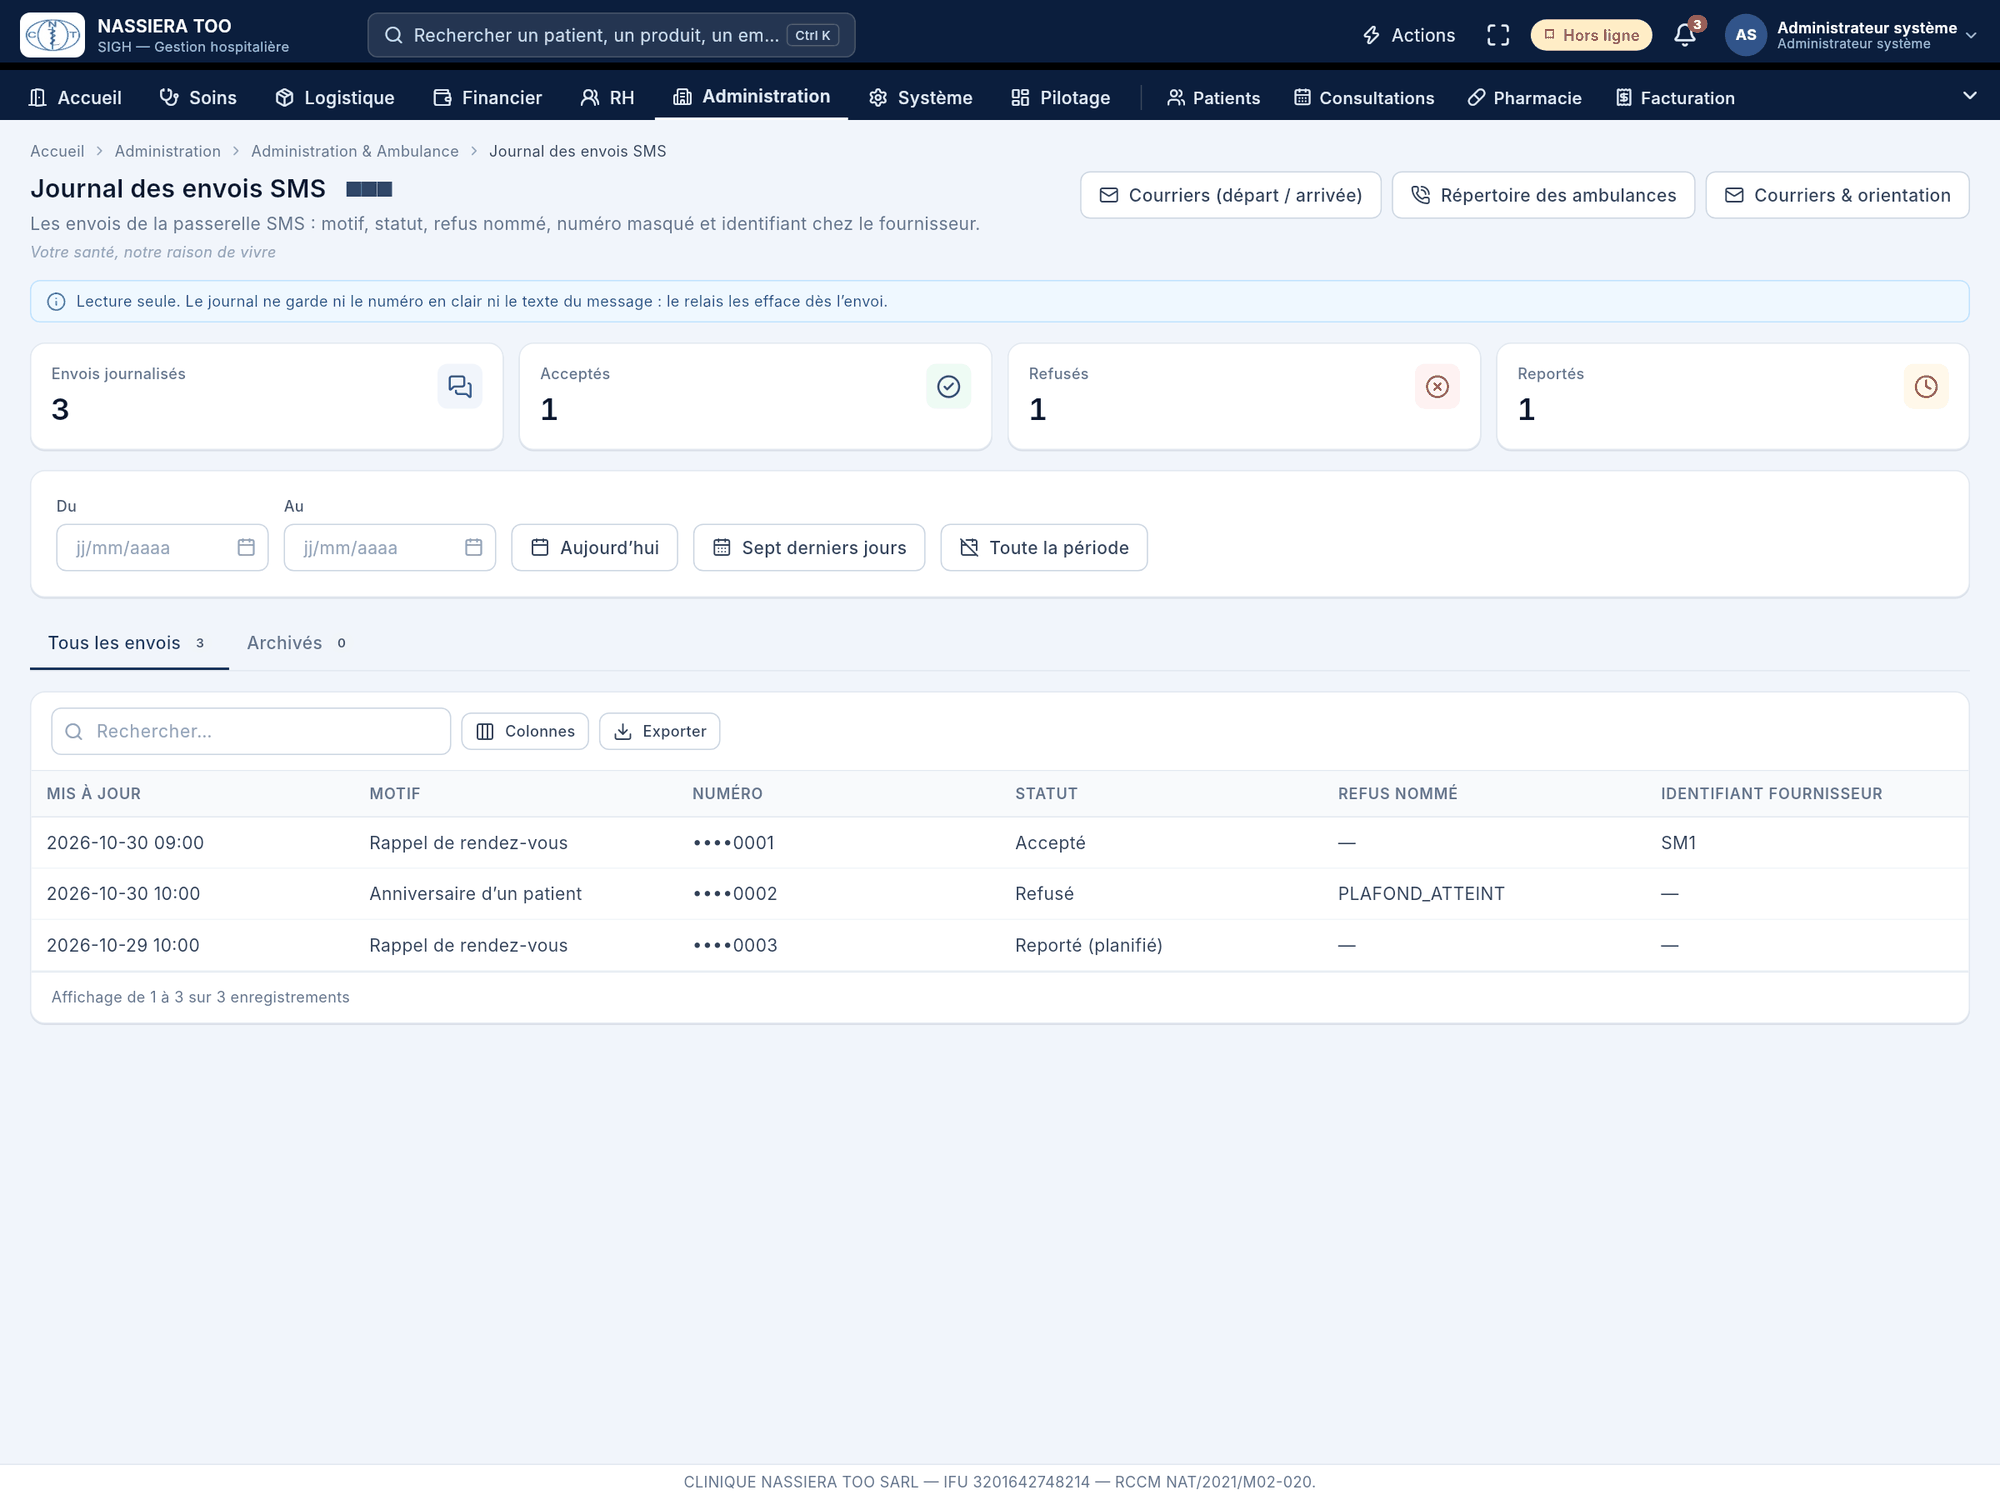 NASSIERA TOO
SIGH — Gestion hospitalière
Rechercher un patient, un produit, un em... Ctrl K
Actions
Hors ligne
3
AS
Administrateur système
Administrateur système
Accueil Soins Logistique Financier RH Administration Système Pilotage Patients Consultations Pharmacie Facturation
Accueil > Administration > Administration & Ambulance > Journal des envois SMS
Journal des envois SMS
Courriers (départ / arrivée) Répertoire des ambulances Courriers & orientation
Les envois de la passerelle SMS : motif, statut, refus nommé, numéro masqué et identifiant chez le fournisseur.
Votre santé, notre raison de vivre
Lecture seule. Le journal ne garde ni le numéro en clair ni le texte du message : le relais les efface dès l’envoi.
Envois journalisés
3
Acceptés
1
Refusés
1
Reportés
1
Du Au
jj/mm/aaaa jj/mm/aaaa Aujourd’hui Sept derniers jours Toute la période
Tous les envois 3 Archivés 0
Rechercher... Colonnes Exporter
MIS À JOUR MOTIF NUMÉRO STATUT REFUS NOMMÉ IDENTIFIANT FOURNISSEUR
2026-10-30 09:00 Rappel de rendez-vous ••••0001 Accepté — SM1
2026-10-30 10:00 Anniversaire d’un patient ••••0002 Refusé PLAFOND_ATTEINT —
2026-10-29 10:00 Rappel de rendez-vous ••••0003 Reporté (planifié) — —
Affichage de 1 à 3 sur 3 enregistrements
CLINIQUE NASSIERA TOO SARL — IFU 3201642748214 — RCCM NAT/2021/M02-020.